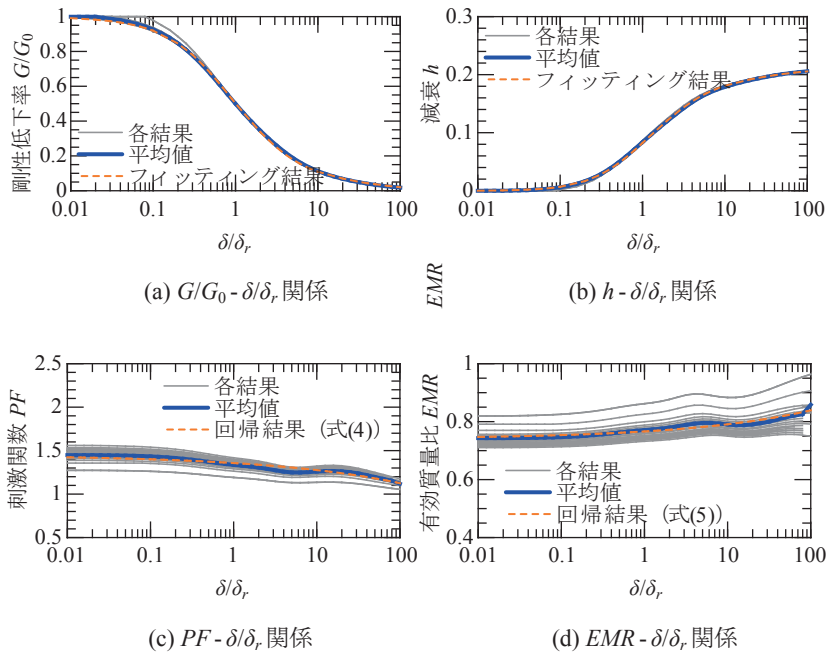 剛性低下率 G/G0
1
0.8
0.6
0.4
0.2
0
各結果
平均値
フィッティング結果
0.01
0.1
1
10
100
δ/δr
(a) G/G0 - δ/δr 関係
減衰 h
0.3
0.2
0.1
0
各結果
平均値
フィッティング結果
0.01
0.1
1
10
100
δ/δr
(b) h - δ/δr 関係
EMR
刺激関数 PF
2.5
2
1.5
1
0.5
各結果
平均値
回帰結果（式(4)）
0.01
0.1
1
10
100
δ/δr
(c) PF - δ/δr 関係
有効質量比 EMR
1
0.8
0.6
0.4
各結果
平均値
回帰結果（式(5)）
0.01
0.1
1
10
100
δ/δr
(d) EMR - δ/δr 関係